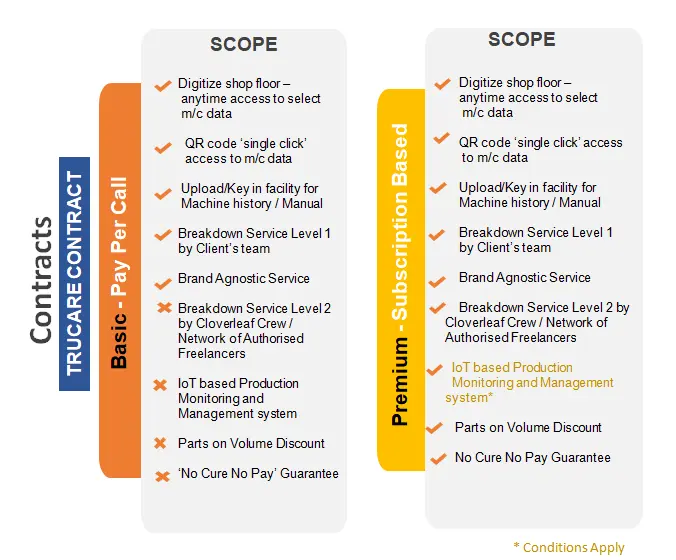 Contracts
TRUCARE CONTRACT
Basic - Pay Per Call
SCOPE
Digitize shop floor –
anytime access to select
m/c data
QR code ‘single click’
access to m/c data
Upload/Key in facility for
Machine history / Manual
Breakdown Service Level 1
by Client’s team
Brand Agnostic Service
Breakdown Service Level 2
by Cloverleaf Crew /
Network of Authorised
Freelancers
IoT based Production
Monitoring and
Management system
Parts on Volume Discount
‘No Cure No Pay’ Guarantee
Premium - Subscription Based
SCOPE
Digitize shop floor –
anytime access to select
m/c data
QR code ‘single click’ access
to m/c data
Upload/Key in facility for
Machine history / Manual
Breakdown Service Level 1
by Client’s team
Brand Agnostic Service
Breakdown Service Level 2 by
Cloverleaf Crew / Network of
Authorised Freelancers
IoT based Production
Monitoring and Management
system*
Parts on Volume Discount
No Cure No Pay Guarantee
* Conditions Apply